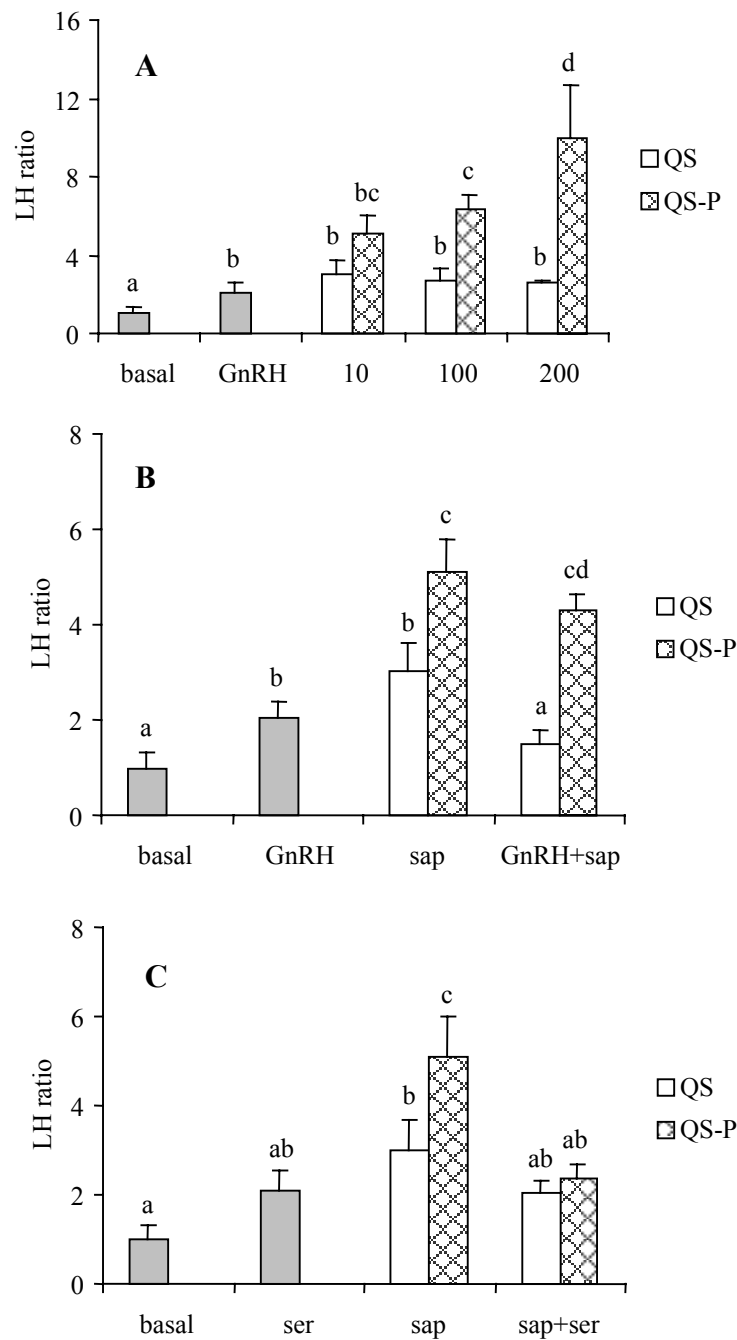 16
A
d
12
LH ratio
QS
QS-P
8
c
bc
b
b
4
b
b
a
0
basal GnRH 10 100 200
8
B
c
6
cd
LH ratio
QS
QS-P
4
b
b
2
a
a
0
basal GnRH sap GnRH+sap
8
C
c
6
LH ratio
QS
QS-P
4
b
ab
ab ab
2
a
0
basal ser sap sap+ser